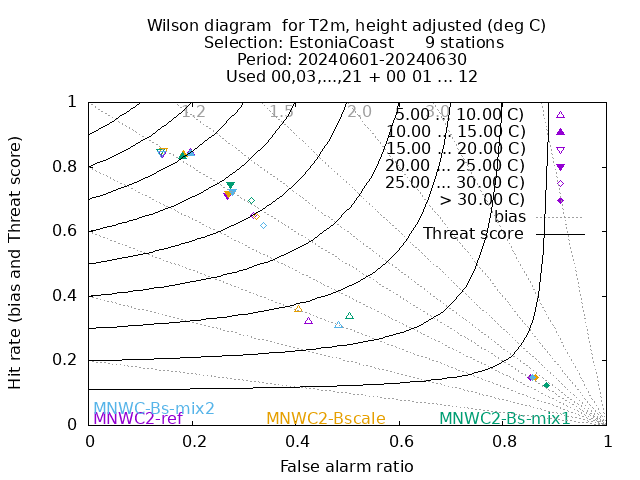 Wilson diagram  for T2m, height adjusted (deg C)
Selection: EstoniaCoast      9 stations
Period: 20240601-20240630
Used 00,03,...,21 + 00 01 ... 12
Hit rate (bias and Threat score)
1
0.8
0.6
0.4
0.2
0
1.2 1.5 2.0 3.0
5.00 ... 10.00 C)
10.00 ... 15.00 C)
15.00 ... 20.00 C)
20.00 ... 25.00 C)
25.00 ... 30.00 C)
> 30.00 C)
bias
Threat score
MNWC-Bs-mix2
MNWC2-ref MNWC2-Bscale MNWC2-Bs-mix1
0 0.2 0.4 0.6 0.8 1
False alarm ratio